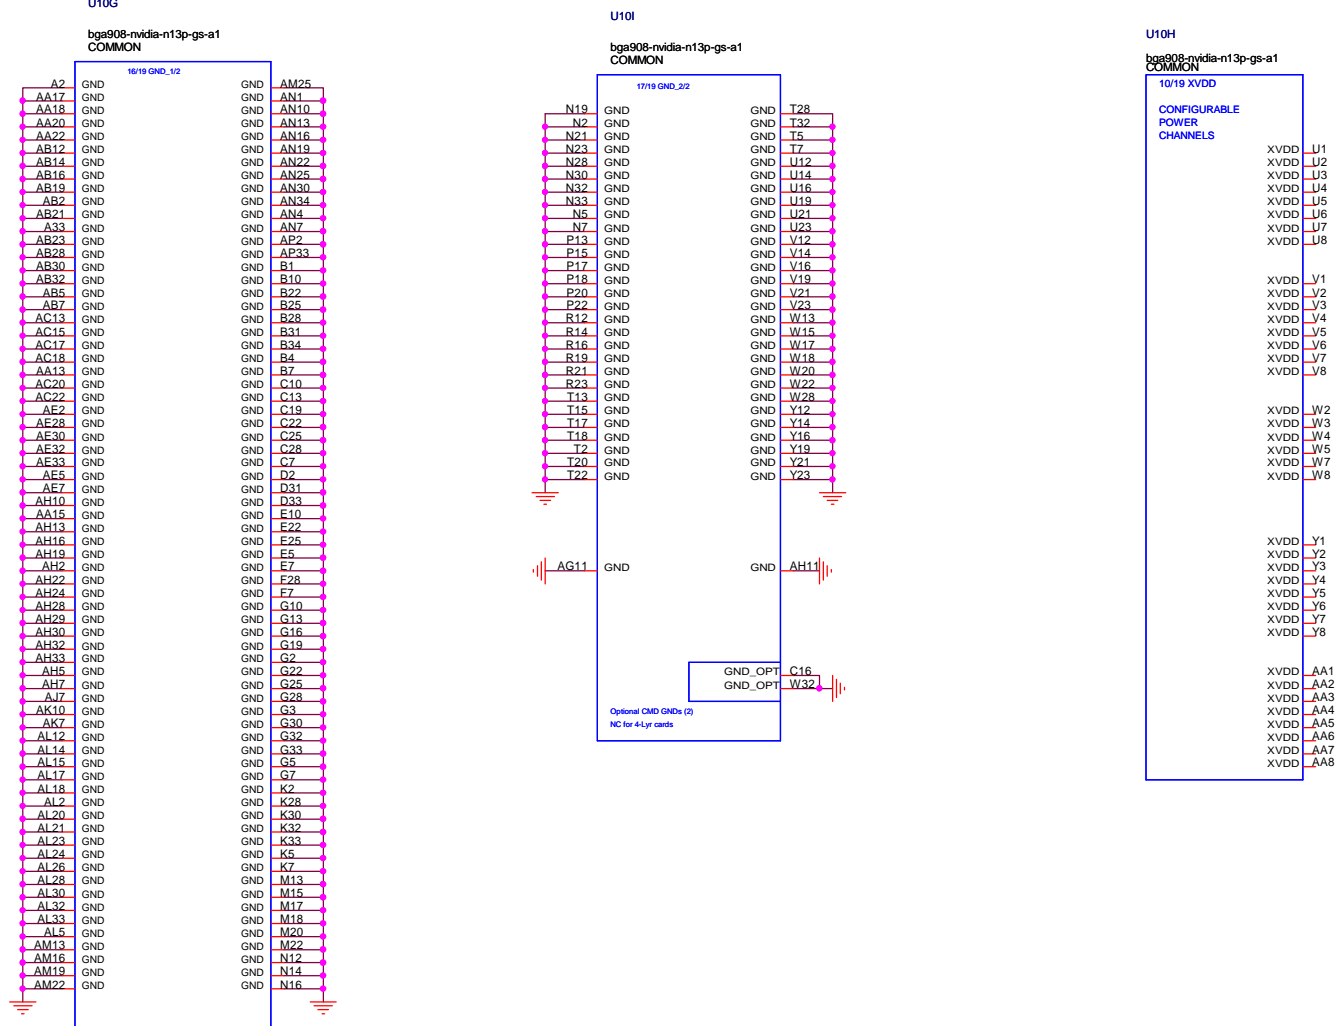 U10G
bga908-nvidia-n13p-gs-a1
COMMON
16/19 GND_1/2
A2 GND GND AM25
AA17 GND GND AN1
AA18 GND GND AN10
AA20 GND GND AN13
AA22 GND GND AN16
AB12 GND GND AN19
AB14 GND GND AN22
AB16 GND GND AN25
AB19 GND GND AN30
AB2 GND GND AN34
AB21 GND GND AN4
A33 GND GND AN7
AB23 GND GND AP2
AB28 GND GND AP33
AB30 GND GND B1
AB32 GND GND B10
AB5 GND GND B22
AB7 GND GND B25
AC13 GND GND B28
AC15 GND GND B31
AC17 GND GND B34
AC18 GND GND B4
AA13 GND GND B7
AC20 GND GND C10
AC22 GND GND C13
AE2 GND GND C19
AE28 GND GND C22
AE30 GND GND C25
AE32 GND GND C28
AE33 GND GND C7
AE5 GND GND D2
AE7 GND GND D31
AH10 GND GND D33
AA15 GND GND E10
AH13 GND GND E22
AH16 GND GND E25
AH19 GND GND E5
AH2 GND GND E7
AH22 GND GND F28
AH24 GND GND F7
AH28 GND GND G10
AH29 GND GND G13
AH30 GND GND G16
AH32 GND GND G19
AH33 GND GND G2
AH5 GND GND G22
AH7 GND GND G25
AJ7 GND GND G28
AK10 GND GND G3
AK7 GND GND G30
AL12 GND GND G32
AL14 GND GND G33
AL15 GND GND G5
AL17 GND GND G7
AL18 GND GND K2
AL2 GND GND K28
AL20 GND GND K30
AL21 GND GND K32
AL23 GND GND K33
AL24 GND GND K5
AL26 GND GND K7
AL28 GND GND M13
AL30 GND GND M15
AL32 GND GND M17
AL33 GND GND M18
AL5 GND GND M20
AM13 GND GND M22
AM16 GND GND N12
AM19 GND GND N14
AM22 GND GND N16
U10I
bga908-nvidia-n13p-gs-a1
COMMON
17/19 GND_2/2
N19 GND GND T28
N2 GND GND T32
N21 GND GND T5
N23 GND GND T7
N28 GND GND U12
N30 GND GND U14
N32 GND GND U16
N33 GND GND U19
N5 GND GND U21
N7 GND GND U23
P13 GND GND V12
P15 GND GND V14
P17 GND GND V16
P18 GND GND V19
P20 GND GND V21
P22 GND GND V23
R12 GND GND W13
R14 GND GND W15
R16 GND GND W17
R19 GND GND W18
R21 GND GND W20
R23 GND GND W22
T13 GND GND W28
T15 GND GND Y12
T17 GND GND Y14
T18 GND GND Y16
T2 GND GND Y19
T20 GND GND Y21
T22 GND GND Y23
AG11 GND GND AH11
GND_OPT C16
GND_OPT W32
Optional CMD GNDs (2)
NC for 4-Lyr cards
U10H
bga908-nvidia-n13p-gs-a1
COMMON
10/19 XVDD
CONFIGURABLE
POWER
CHANNELS
XVDD U1
XVDD U2
XVDD U3
XVDD U4
XVDD U5
XVDD U6
XVDD U7
XVDD U8
XVDD V1
XVDD V2
XVDD V3
XVDD V4
XVDD V5
XVDD V6
XVDD V7
XVDD V8
XVDD W2
XVDD W3
XVDD W4
XVDD W5
XVDD W7
XVDD W8
XVDD Y1
XVDD Y2
XVDD Y3
XVDD Y4
XVDD Y5
XVDD Y6
XVDD Y7
XVDD Y8
XVDD AA1
XVDD AA2
XVDD AA3
XVDD AA4
XVDD AA5
XVDD AA6
XVDD AA7
XVDD AA8